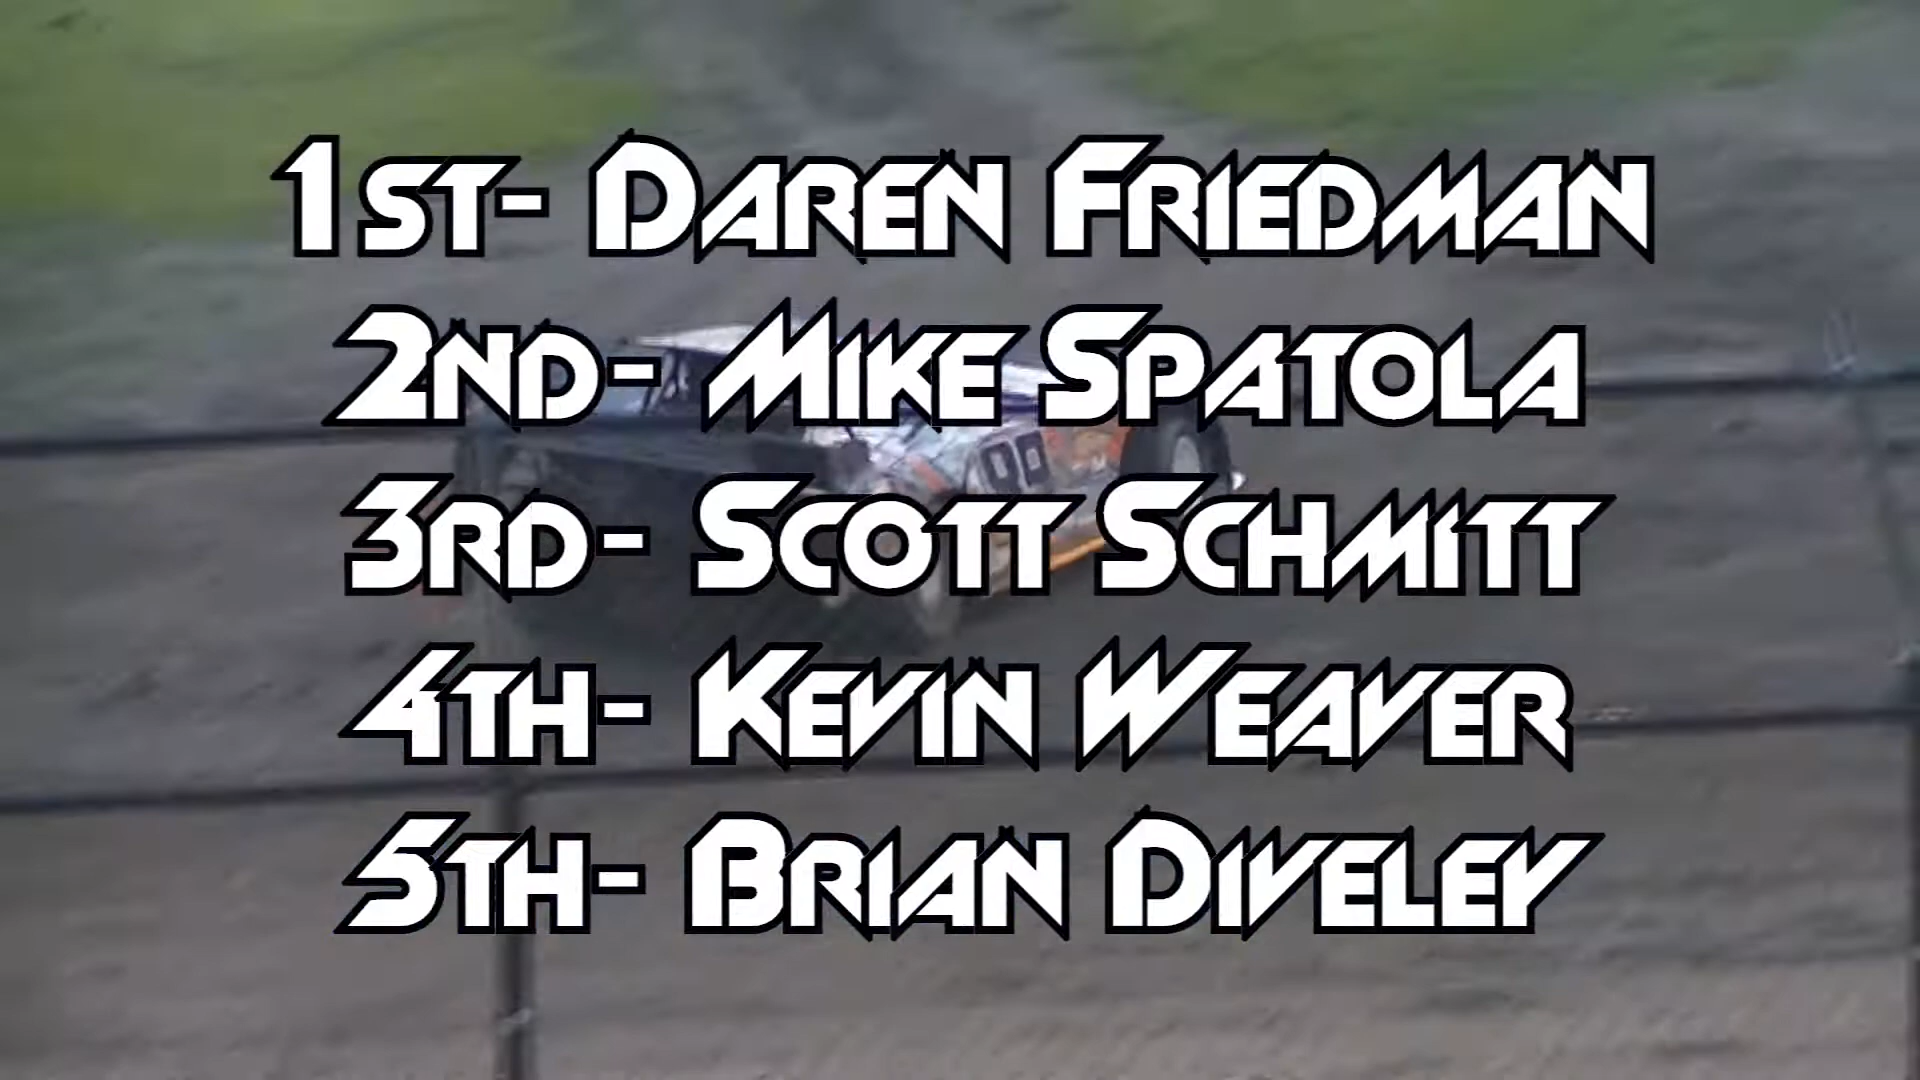 1st- Daren Friedman
2nd- Mike Spatola
3rd- Scott Schmitt
4th- Kevin Weaver
5th- Brian Diveley